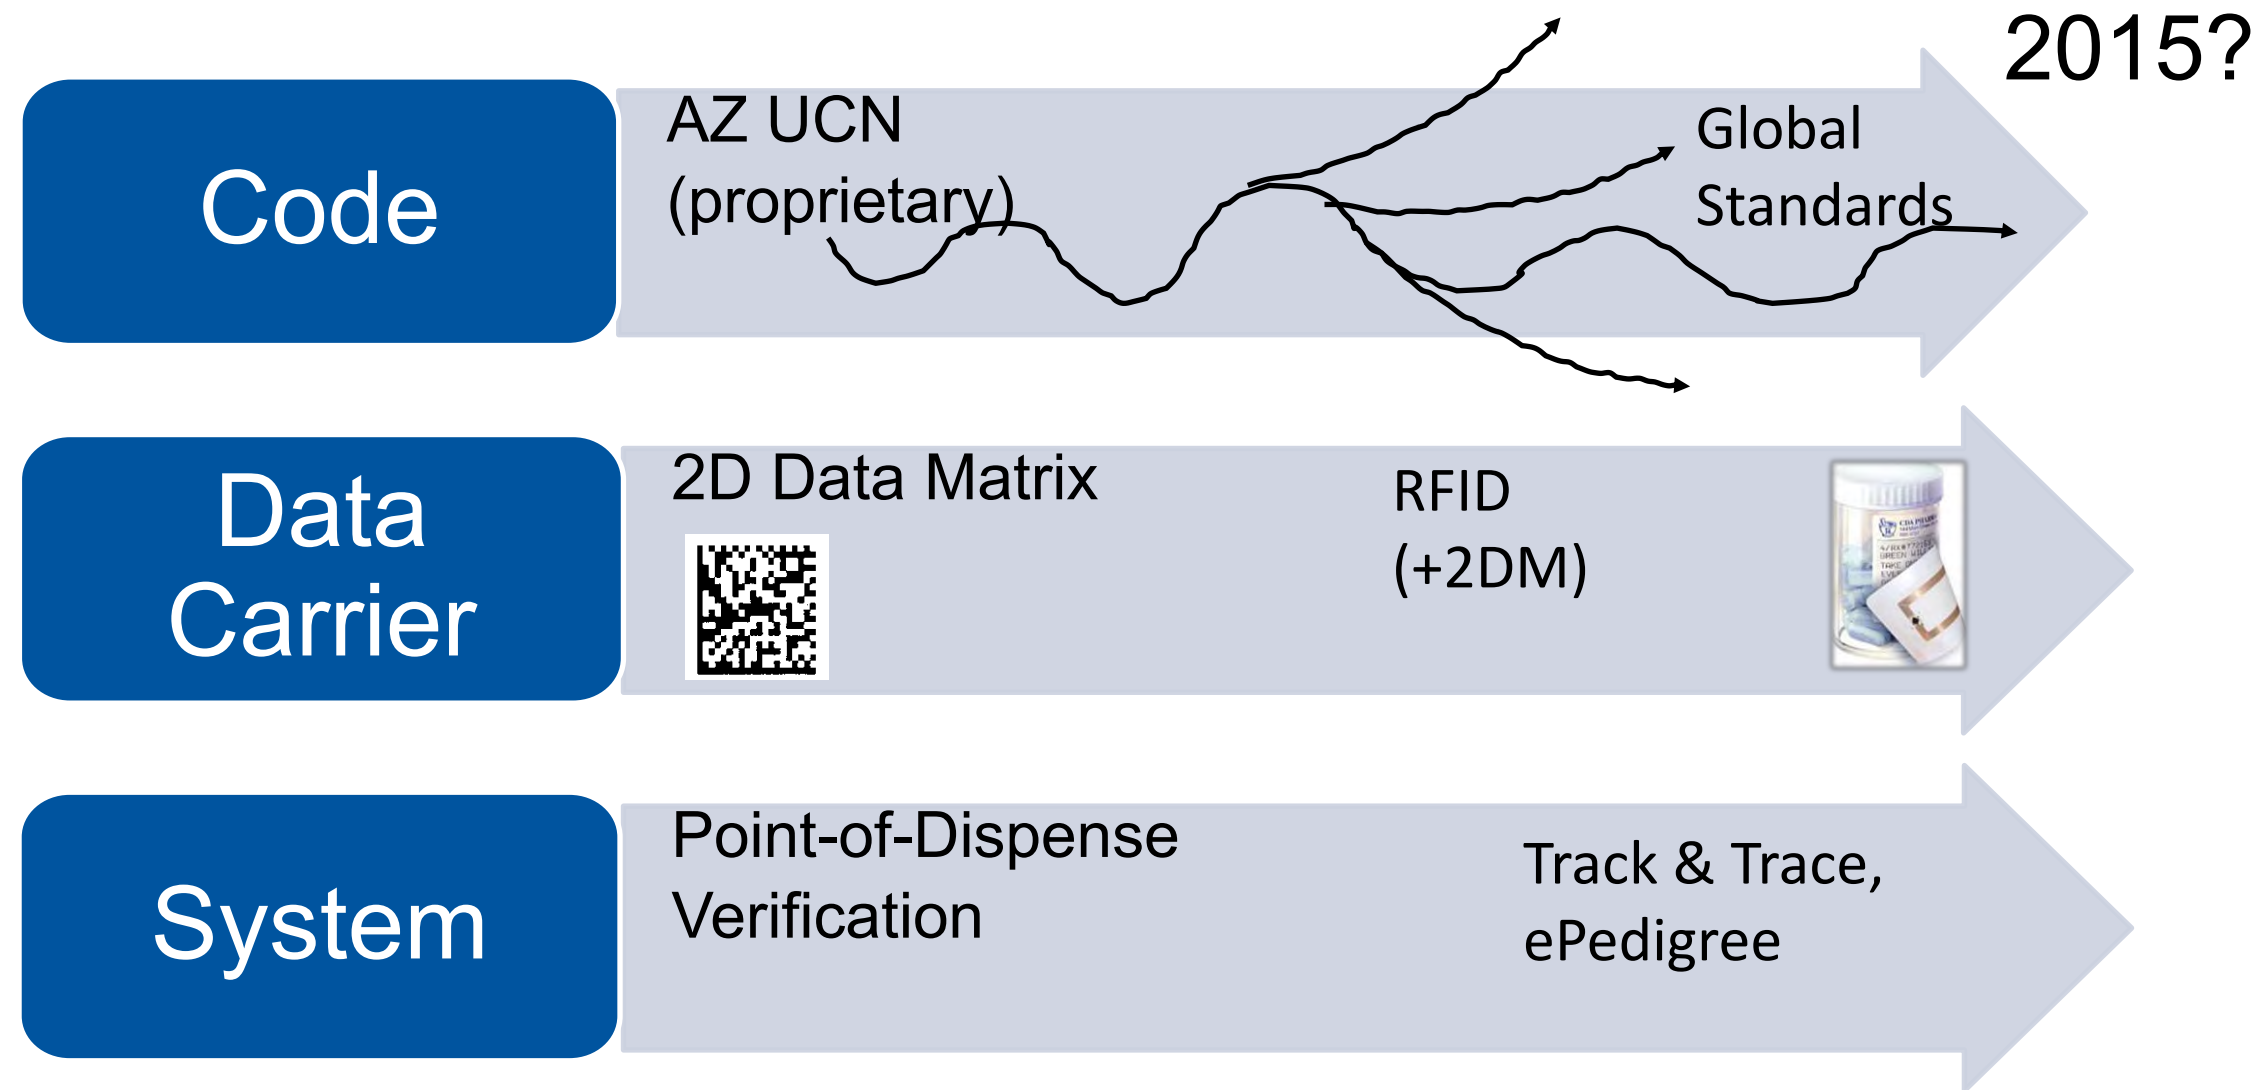 2015?
Code
AZ UCN
(proprietary)
Global
Standards
Data
Carrier
2D Data Matrix
RFID
(+2DM)
System
Point-of-Dispense
Verification
Track & Trace,
ePedigree